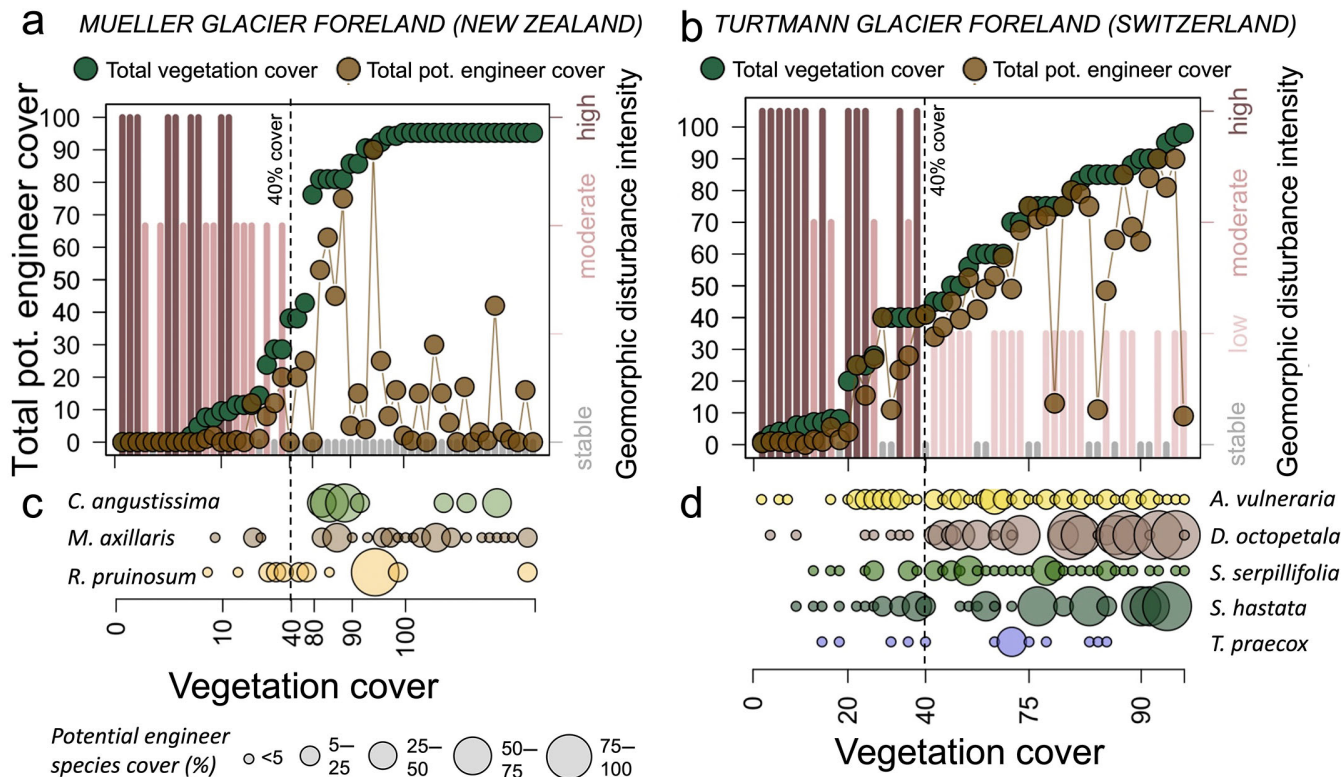 a MUELLER GLACIER FORELAND (NEW ZEALAND)
Total vegetation cover Total pot. engineer cover
Total pot. engineer cover
100
90
80
70
60
50
40
30
20
10
0
40% cover
high
moderate
stable
Geomorphic disturbance intensity
b TURTMANN GLACIER FORELAND (SWITZERLAND)
Total vegetation cover Total pot. engineer cover
100
90
80
70
60
50
40
30
20
10
0
40% cover
high
moderate
low
stable
Geomorphic disturbance intensity
c
C. angustissima
M. axillaris
R. pruinosum
0 10 40 80 90 100
Vegetation cover
d
A. vulneraria
D. octopetala
S. serpillifolia
S. hastata
T. praecox
0 20 40 75 90
Vegetation cover
Potential engineer
species cover (%)
<5
5—
25
25—
50
50—
75
75—
100